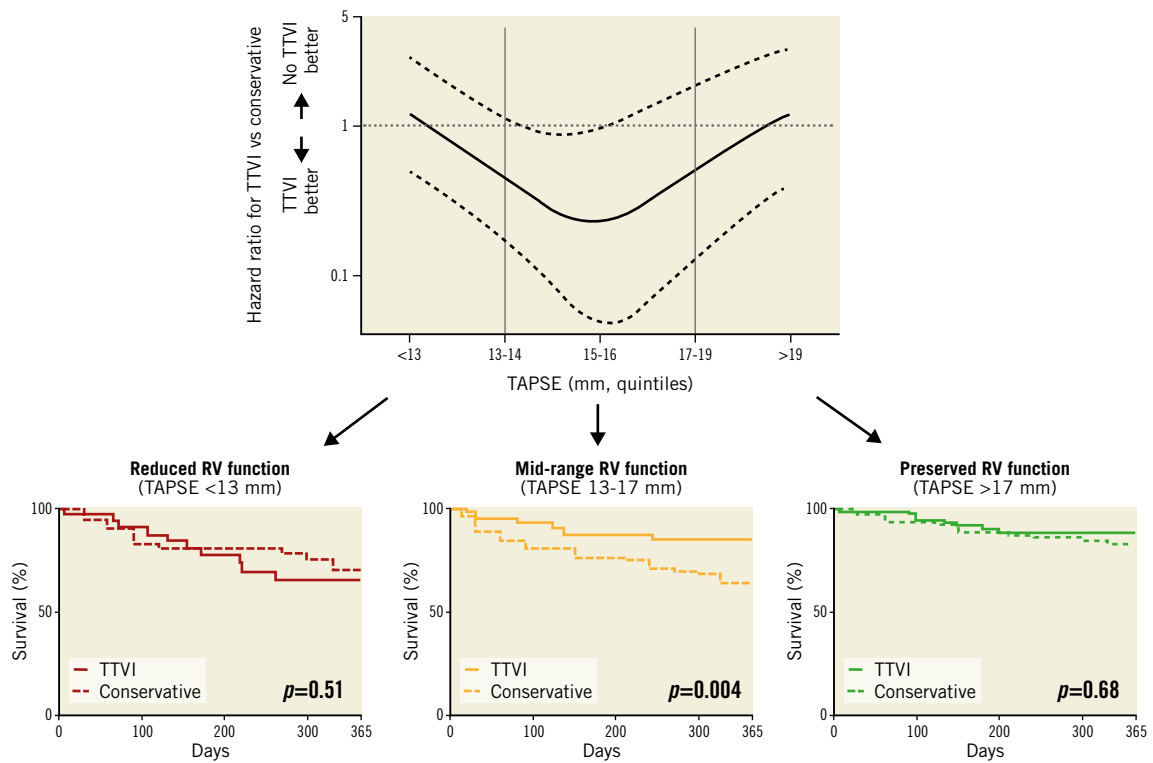 Hazard ratio for TTVI vs conservative
TTVI
better
No TTVI
better
5
1
0.1
<13
13-14
15-16
17-19
>19
TAPSE (mm, quintiles)
Reduced RV function
(TAPSE <13 mm)
Survival (%)
100
50
0
TTVI
Conservative
p=0.51
0
100
200
300
365
Days
Mid-range RV function
(TAPSE 13-17 mm)
Survival (%)
100
50
0
TTVI
Conservative
p=0.004
0
100
200
300
365
Days
Preserved RV function
(TAPSE >17 mm)
Survival (%)
100
50
0
TTVI
Conservative
p=0.68
0
100
200
300
365
Days